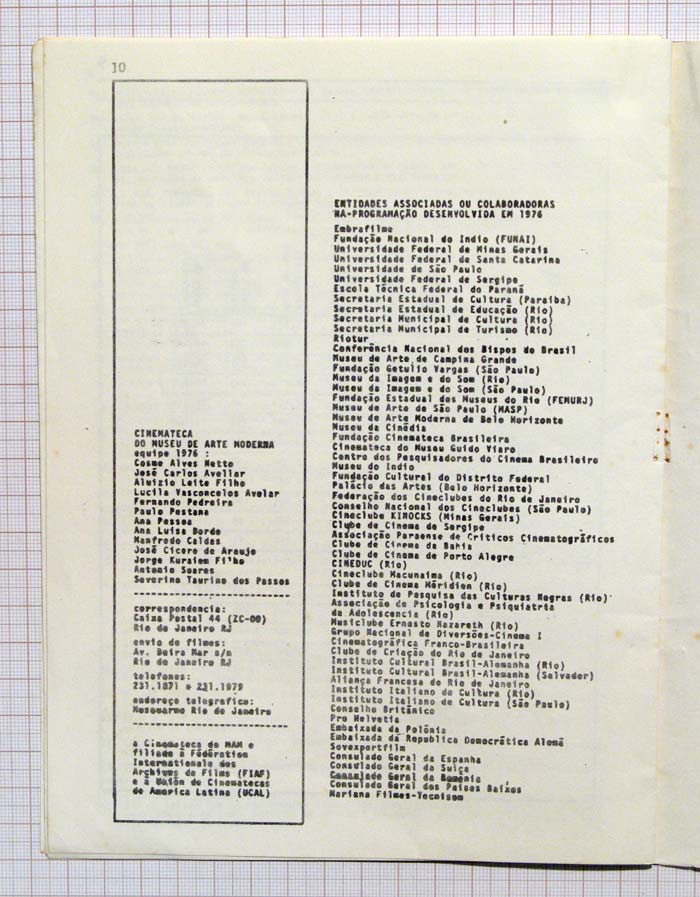 10
CINEMATECA
DO MUSEU DE ARTE MODERNA
equipe 1976 :
Cosme Alves Netto
José Carlos Avellar
Aluizio Leite Filho
Lucila Vasconcelos Avelar
Fernando Pedreira
Paulo Pestana
Ana Pessoa
Ana Luisa Borde
Manfredo Caldas
José Cicero de Araujo
Jorge Kuraiem Filho
Antonio Soares
Severino Taurino dos Passos
correspondencia:
Caixa Postal 44 (ZC-00)
Rio de Janeiro RJ
envio de filmes:
Av. Beira Mar s/n
Rio de Janeiro RJ
telefones:
231.1871 e 231.1979
endereço telegrafico:
Museuarmo Rio de Janeiro
a Cinemateca do MAM e
filiada à Fédération
Internationale des
Archives du Films (FIAF)
e à Unión de Cinematecas
de America Latina (UCAL)
ENTIDADES ASSOCIADAS OU COLABORADORAS
NA-PROGRAMAÇÃO DESENVOLVIDA EM 1976
Embrafilme
Fundação Nacional do Indio (FUNAI)
Universidade Federal de Minas Gerais
Universidade Federal de Santa Catarina
Universidade de São Paulo
Universidade Federal de Sergipe
Escola Técnica Federal do Paraná
Secretaria Estadual de Cultura (Paraiba)
Secretaria Estadual de Educação (Rio)
Secretaria Municipal de Cultura (Rio)
Secretaria Municipal de Turismo (Rio)
Riotur
Conferência Nacional dos Bispos do Brasil
Museu de Arte de Campina Grande
Fundação Getulio Vargas (São Paulo)
Museu da Imagem e do Som (Rio)
Museu da Imagem e do Som (São Paulo)
Fundação Estadual dos Museus do Rio (FEMURJ)
Museu de Arte de São Paulo (MASP)
Museu de Arte Moderna de Belo Horizonte
Museu da Cinédia
Fundação Cinemateca Brasileira
Cinemateca do Museu Guido Viaro
Centro dos Pesquisadores do Cinema Brasileiro
Museu do Indio
Fundação Cultural do Distrito Federal
Palácio das Artes (Belo Horizonte)
Federação dos Cineclubes do Rio de Janeiro
Conselho Nacional dos Cineclubes (São Paulo)
Cineclube KINOCKS (Minas Gerais)
Clube de Cinema de Sergipe
Associação Paraense de Criticos Cinematográficos
Clube de Cinema da Bahia
Clube de Cinema de Porto Alegre
CINEDUC (Rio)
Cineclube Macunaima (Rio)
Clube de Cinema Méridien (Rio)
Instituto de Pesquisa das Culturas Negras (Rio)
Associação de Psicologia e Psiquiatria
da Adolescencia (Rio)
Musiclube Ernesto Nazareth (Rio)
Grupo Nacional de Diversões-Cinema I
Cinematográfica Franco-Brasileira
Clube de Criação do Rio de Janeiro
Instituto Cultural Brasil-Alemanha (Rio)
Instituto Cultural Brasil-Alemanha (Salvador)
Aliança Francesa do Rio de Janeiro
Instituto Italiano de Cultura (Rio)
Instituto Italiano de Cultura (São Paulo)
Conselho Britânico
Pro Helvetia
Embaixada da Polônia
Embaixada da Republica Democrática Alemã
Sovexportfilm
Consulado Geral da Espanha
Consulado Geral da Suiça
Consulado Geral da Romênia
Consulado Geral dos Paises Baixos
Mariana Filmes-Tecnisom